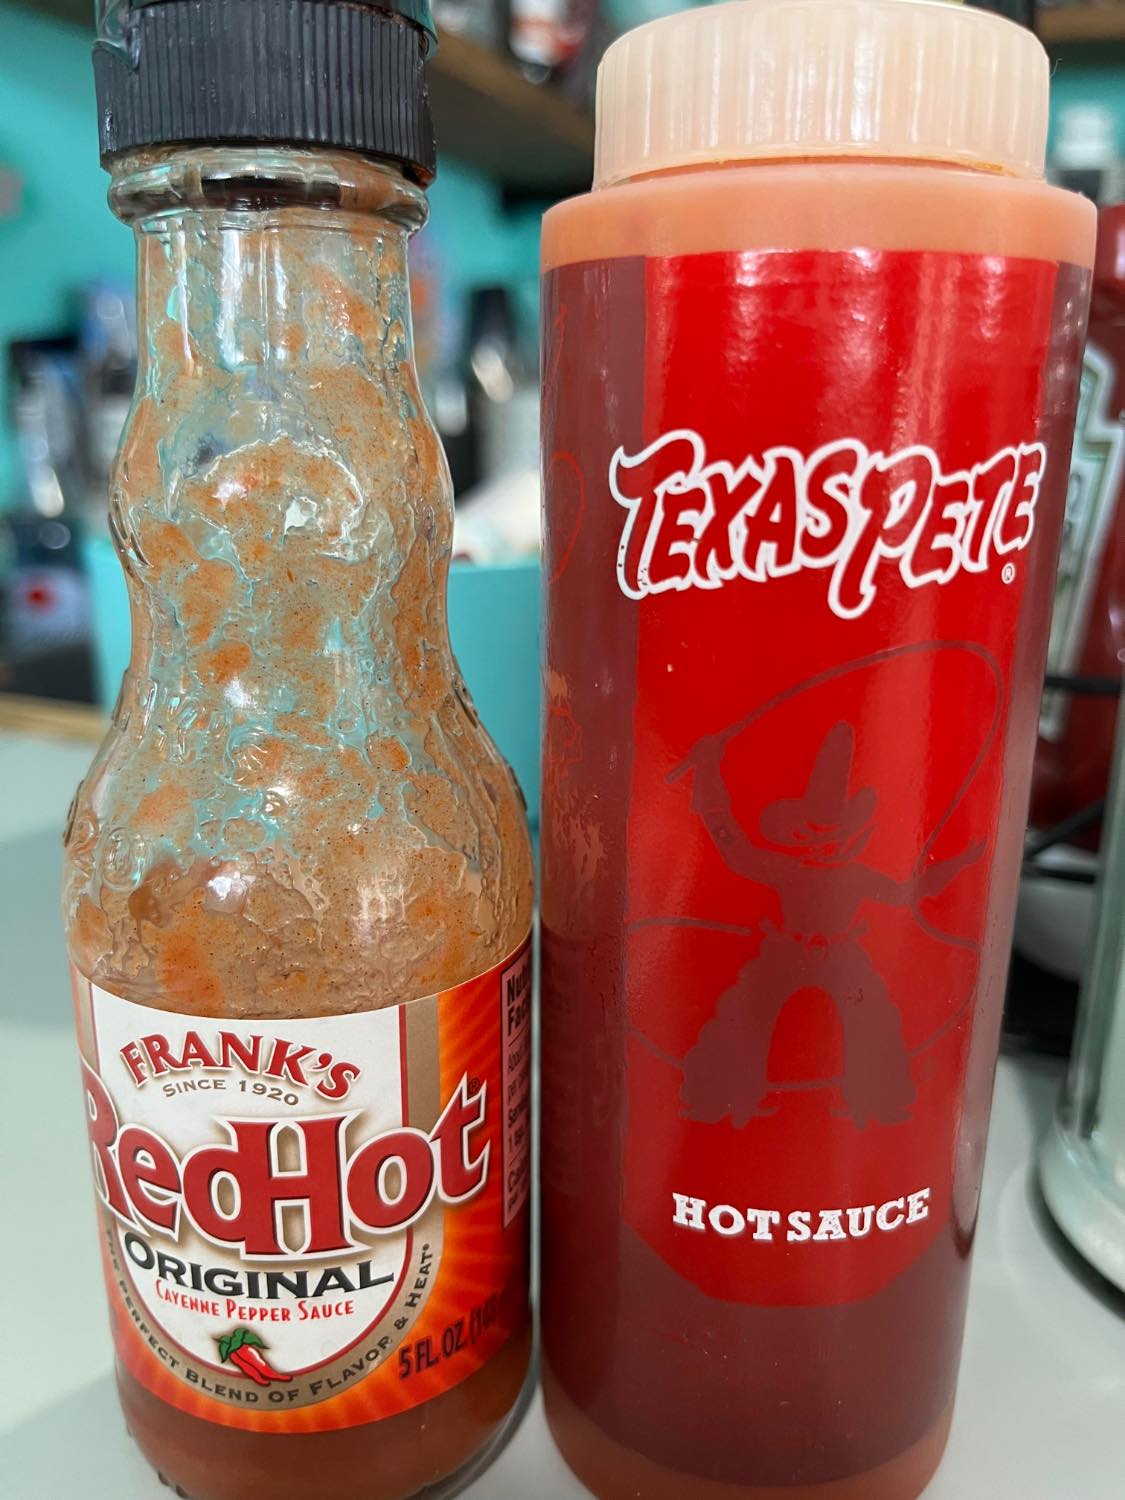 FRANK'S
SINCE 1920
RedHot®
ORIGINAL
CAYENNE PEPPER SAUCE
THE PERFECT BLEND OF FLAVOR & HEAT®
5 FL. OZ.
TEXAS PETE
®
HOT SAUCE